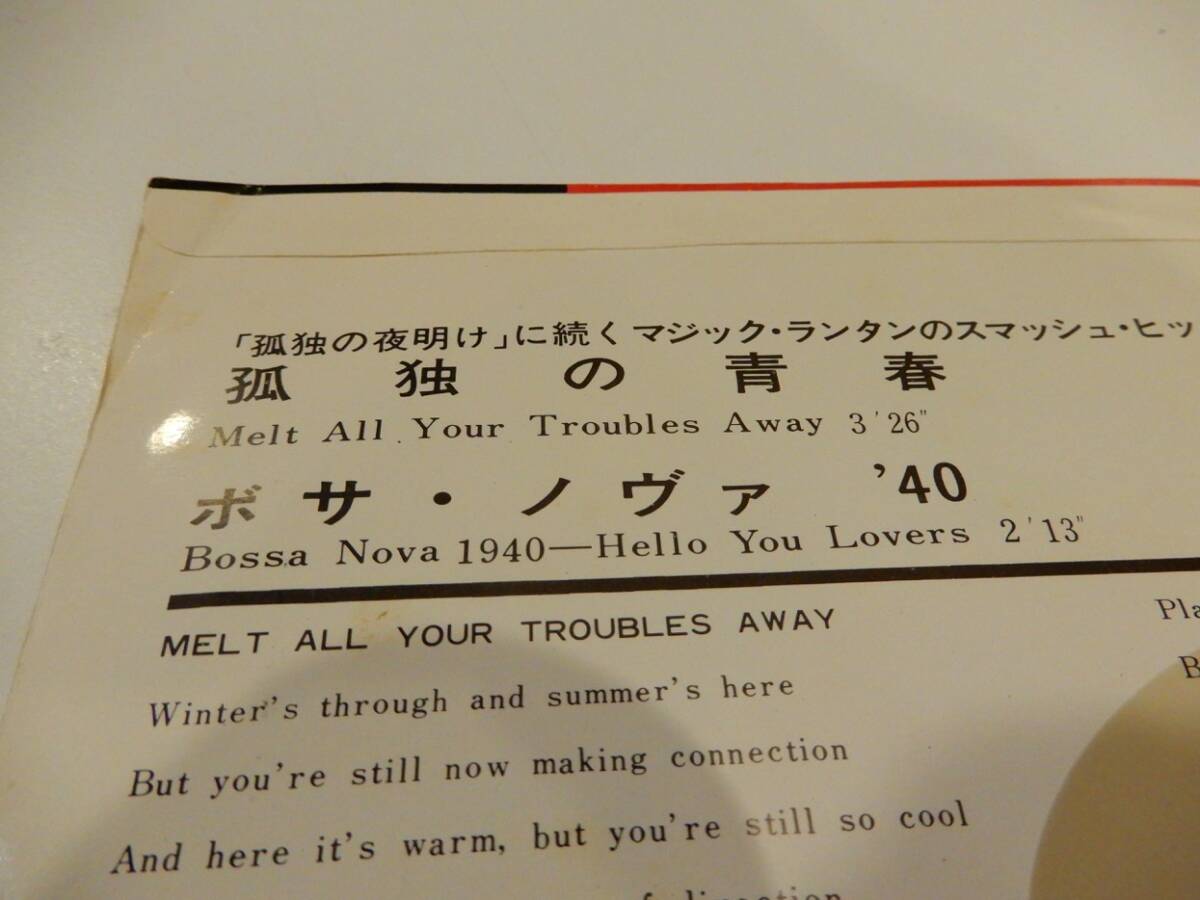 「孤独の夜明け」に続くマジック・ランタンのスマッシュ・ヒッ
孤独の青春
Melt All Your Troubles Away 3'26"
ボサ・ノヴァ '40
Bossa Nova 1940—Hello You Lovers 2'13"
MELT ALL YOUR TROUBLES AWAY
Winter's through and summer's here
But you're still now making connection
And here it's warm, but you're still so cool